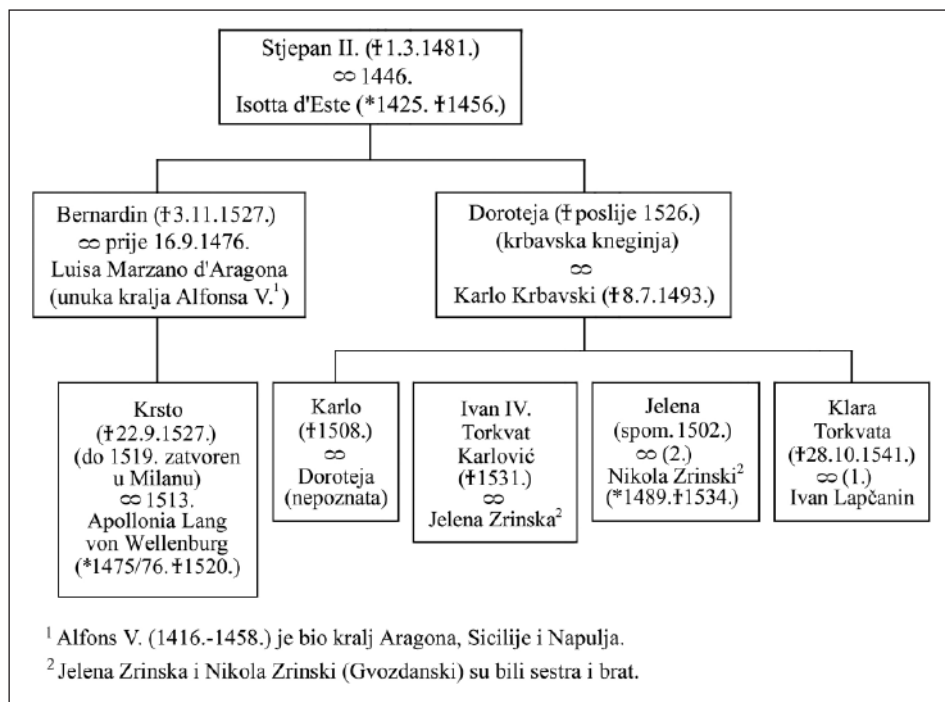 Stjepan II. (✝1.3.1481.)
∞ 1446.
Isotta d'Este (*1425. ✝1456.)
Bernardin (✝3.11.1527.)
∞ prije 16.9.1476.
Luisa Marzano d'Aragona
(unuka kralja Alfonsa V.¹)
Doroteja (✝poslije 1526.)
(krbavska kneginja)
∞
Karlo Krbavski (✝8.7.1493.)
Krsto
(✝22.9.1527.)
(do 1519. zatvoren
u Milanu)
∞ 1513.
Apollonia Lang
von Wellenburg
(*1475/76. ✝1520.)
Karlo
(✝1508.)
∞
Doroteja
(nepoznata)
Ivan IV.
Torkvat
Karlović
(✝1531.)
∞
Jelena Zrinska²
Jelena
(spom. 1502.)
∞ (2.)
Nikola Zrinski²
(*1489.✝1534.)
Klara
Torkvata
(✝28.10.1541.)
∞ (1.)
Ivan Lapčanin
¹ Alfons V. (1416.-1458.) je bio kralj Aragona, Sicilije i Napulja.
² Jelena Zrinska i Nikola Zrinski (Gvozdanski) su bili sestra i brat.